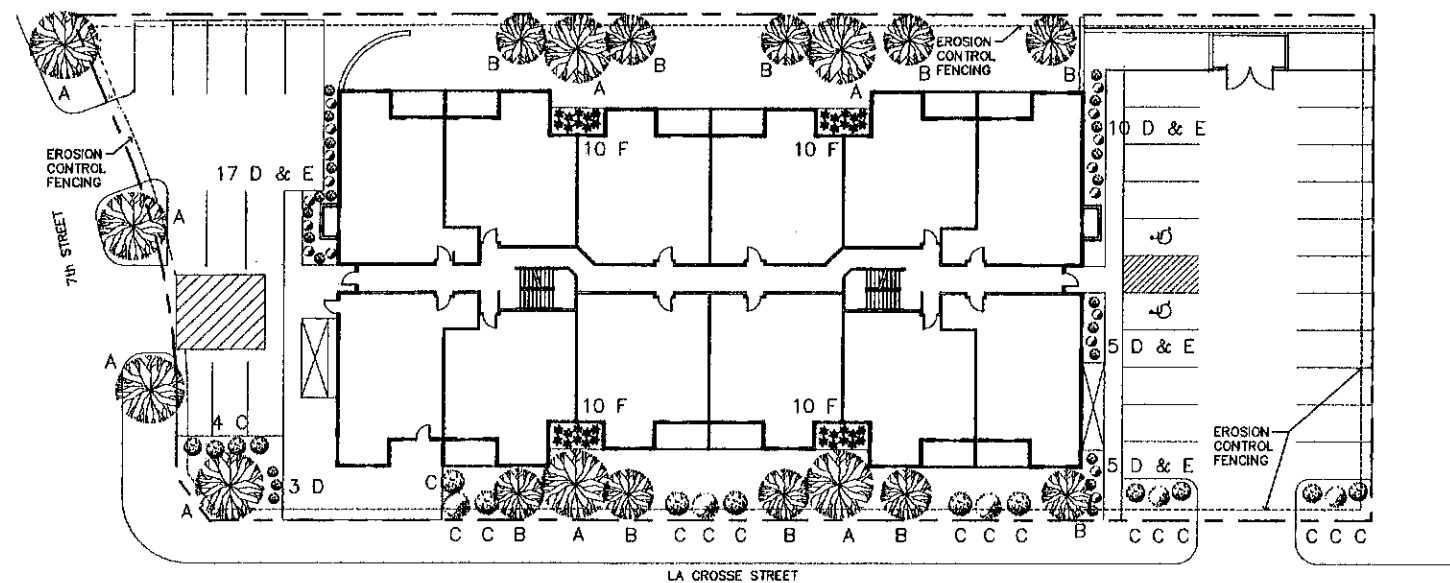 B
A
B
B
A
B
B
EROSION
CONTROL
FENCING
A
EROSION
CONTROL
FENCING
17 D & E
10 F
10 F
10 D & E
A
7th STREET
A
5 D & E
4 C
10 F
10 F
EROSION
CONTROL
FENCING
5 D & E
3 D
C
A
C C B A B C C C B A B C C C B C C C C C C
LA CROSSE STREET